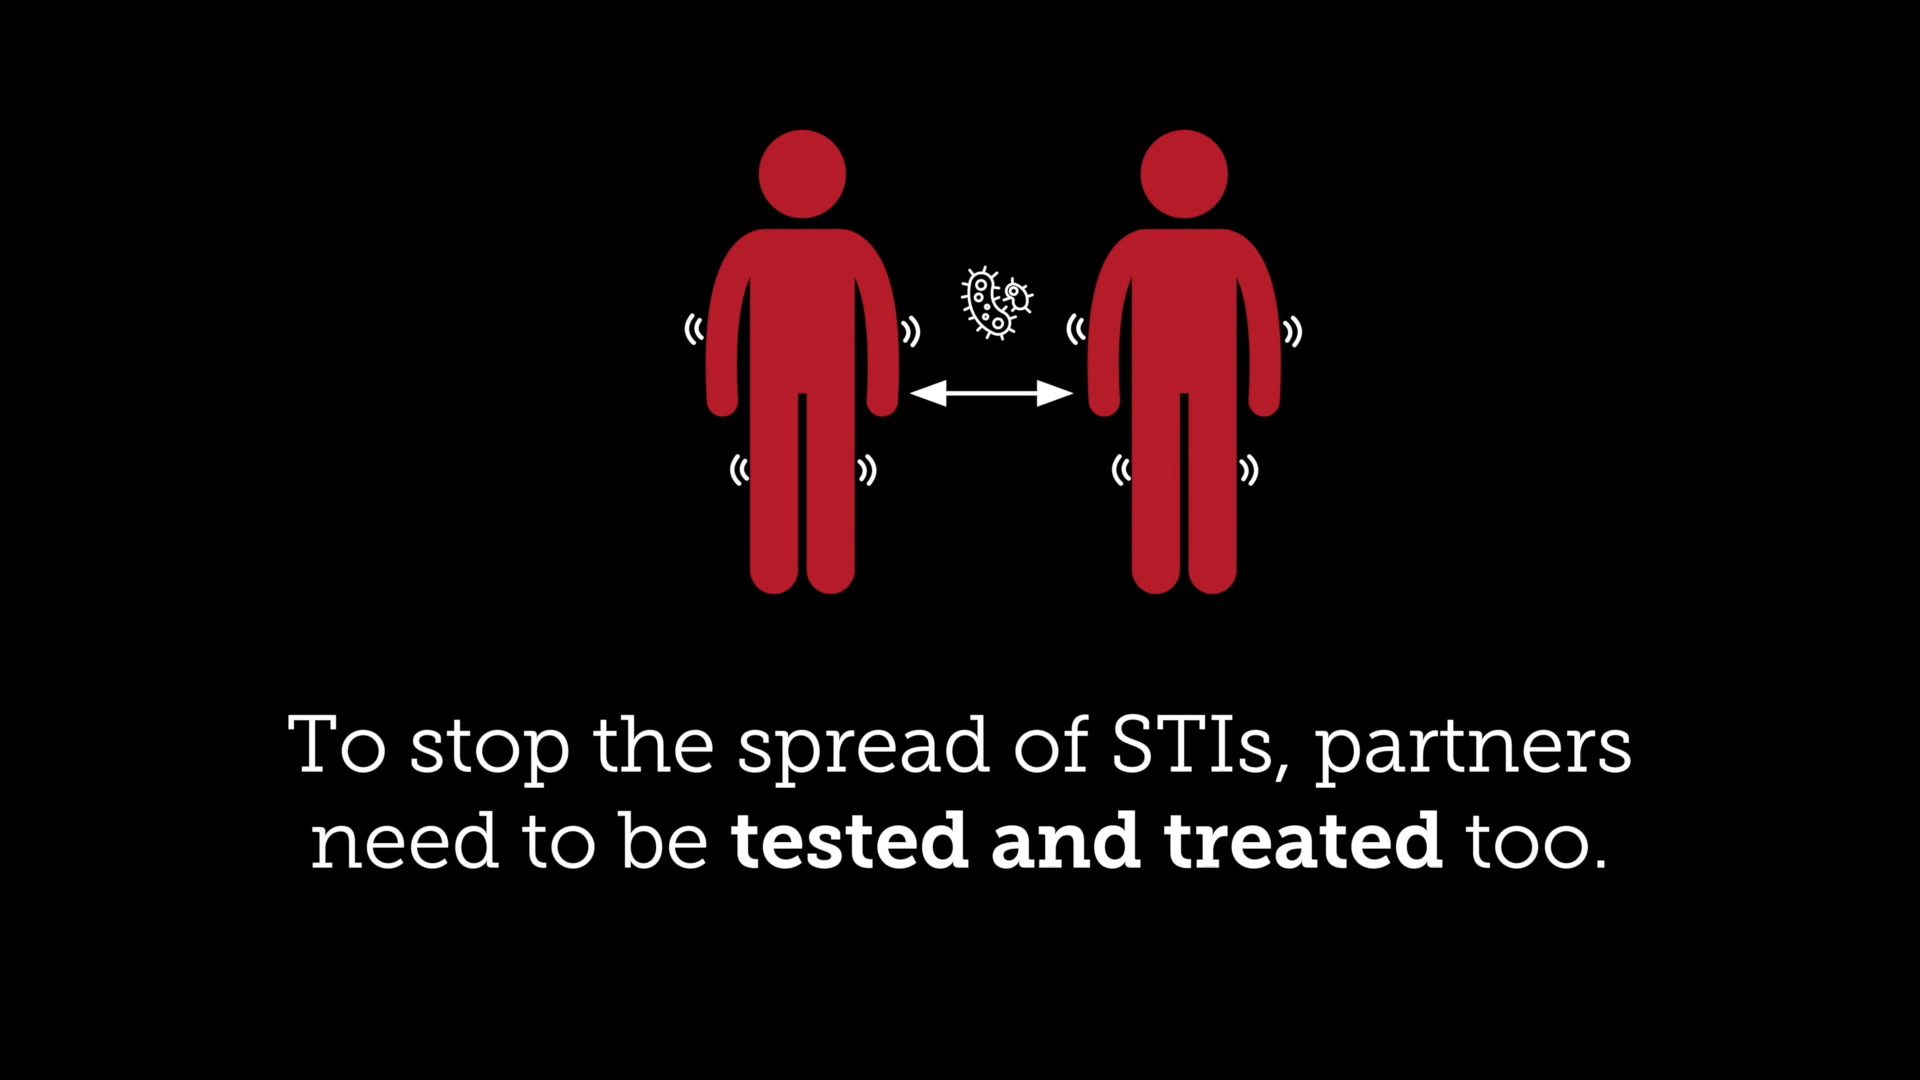 To stop the spread of STIs, partners
need to be tested and treated too.